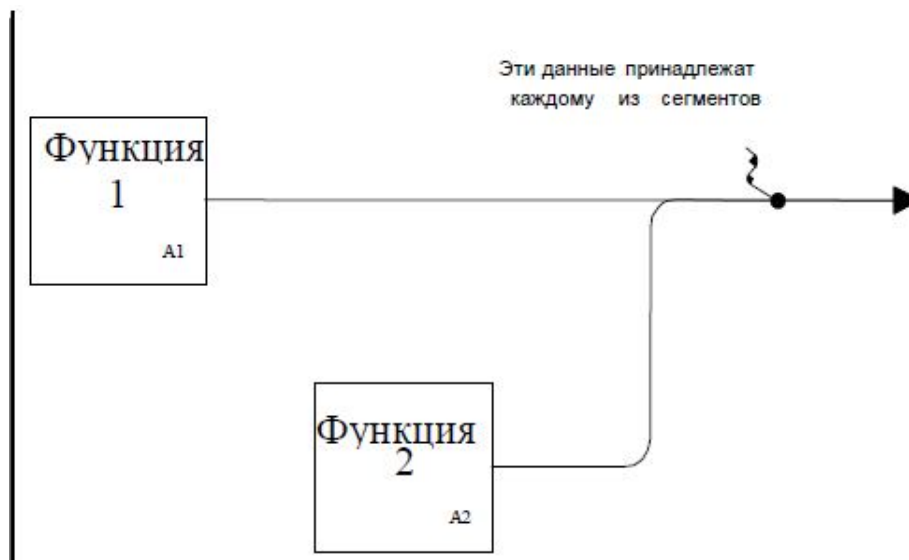 Эти данные принадлежат
каждому из сегментов
Функция
1
A1
Функция
2
A2